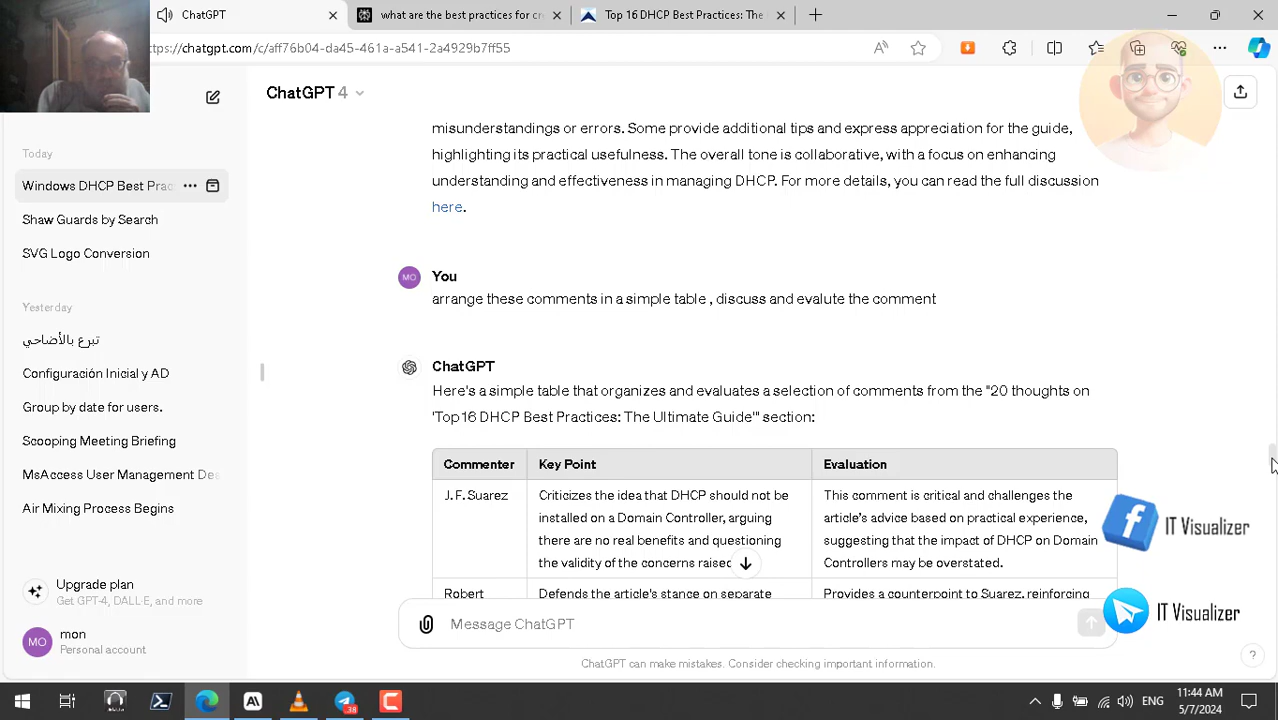 ChatGPT
what are the best practices for cr
Top 16 DHCP Best Practices: The
ttps://chatgpt.com/c/aff76b04-da45-461a-a541-2a4929b7ff55
ChatGPT 4
Today
Windows DHCP Best Prac
Shaw Guards by Search
SVG Logo Conversion
Yesterday
تبرع بالأضاحي
Configuración Inicial y AD
Group by date for users.
Scooping Meeting Briefing
MsAccess User Management Des
Air Mixing Process Begins
Upgrade plan
Get GPT-4, DALL·E, and more
MO
mon
Personal account
misunderstandings or errors. Some provide additional tips and express appreciation for the guide,
highlighting its practical usefulness. The overall tone is collaborative, with a focus on enhancing
understanding and effectiveness in managing DHCP. For more details, you can read the full discussion
here.
MO
You
arrange these comments in a simple table , discuss and evalute the comment
ChatGPT
Here's a simple table that organizes and evaluates a selection of comments from the "20 thoughts on
'Top 16 DHCP Best Practices: The Ultimate Guide'" section:
Commenter Key Point Evaluation
J. F. Suarez Criticizes the idea that DHCP should not be This comment is critical and challenges the
installed on a Domain Controller, arguing article's advice based on practical experience,
there are no real benefits and questioning suggesting that the impact of DHCP on Domain
the validity of the concerns raised Controllers may be overstated.
Robert Defends the article's stance on separate Provides a counterpoint to Suarez, reinforcing
Message ChatGPT
ChatGPT can make mistakes. Consider checking important information.
?
IT Visualizer
IT Visualizer
38
ENG
11:44 AM
5/7/2024